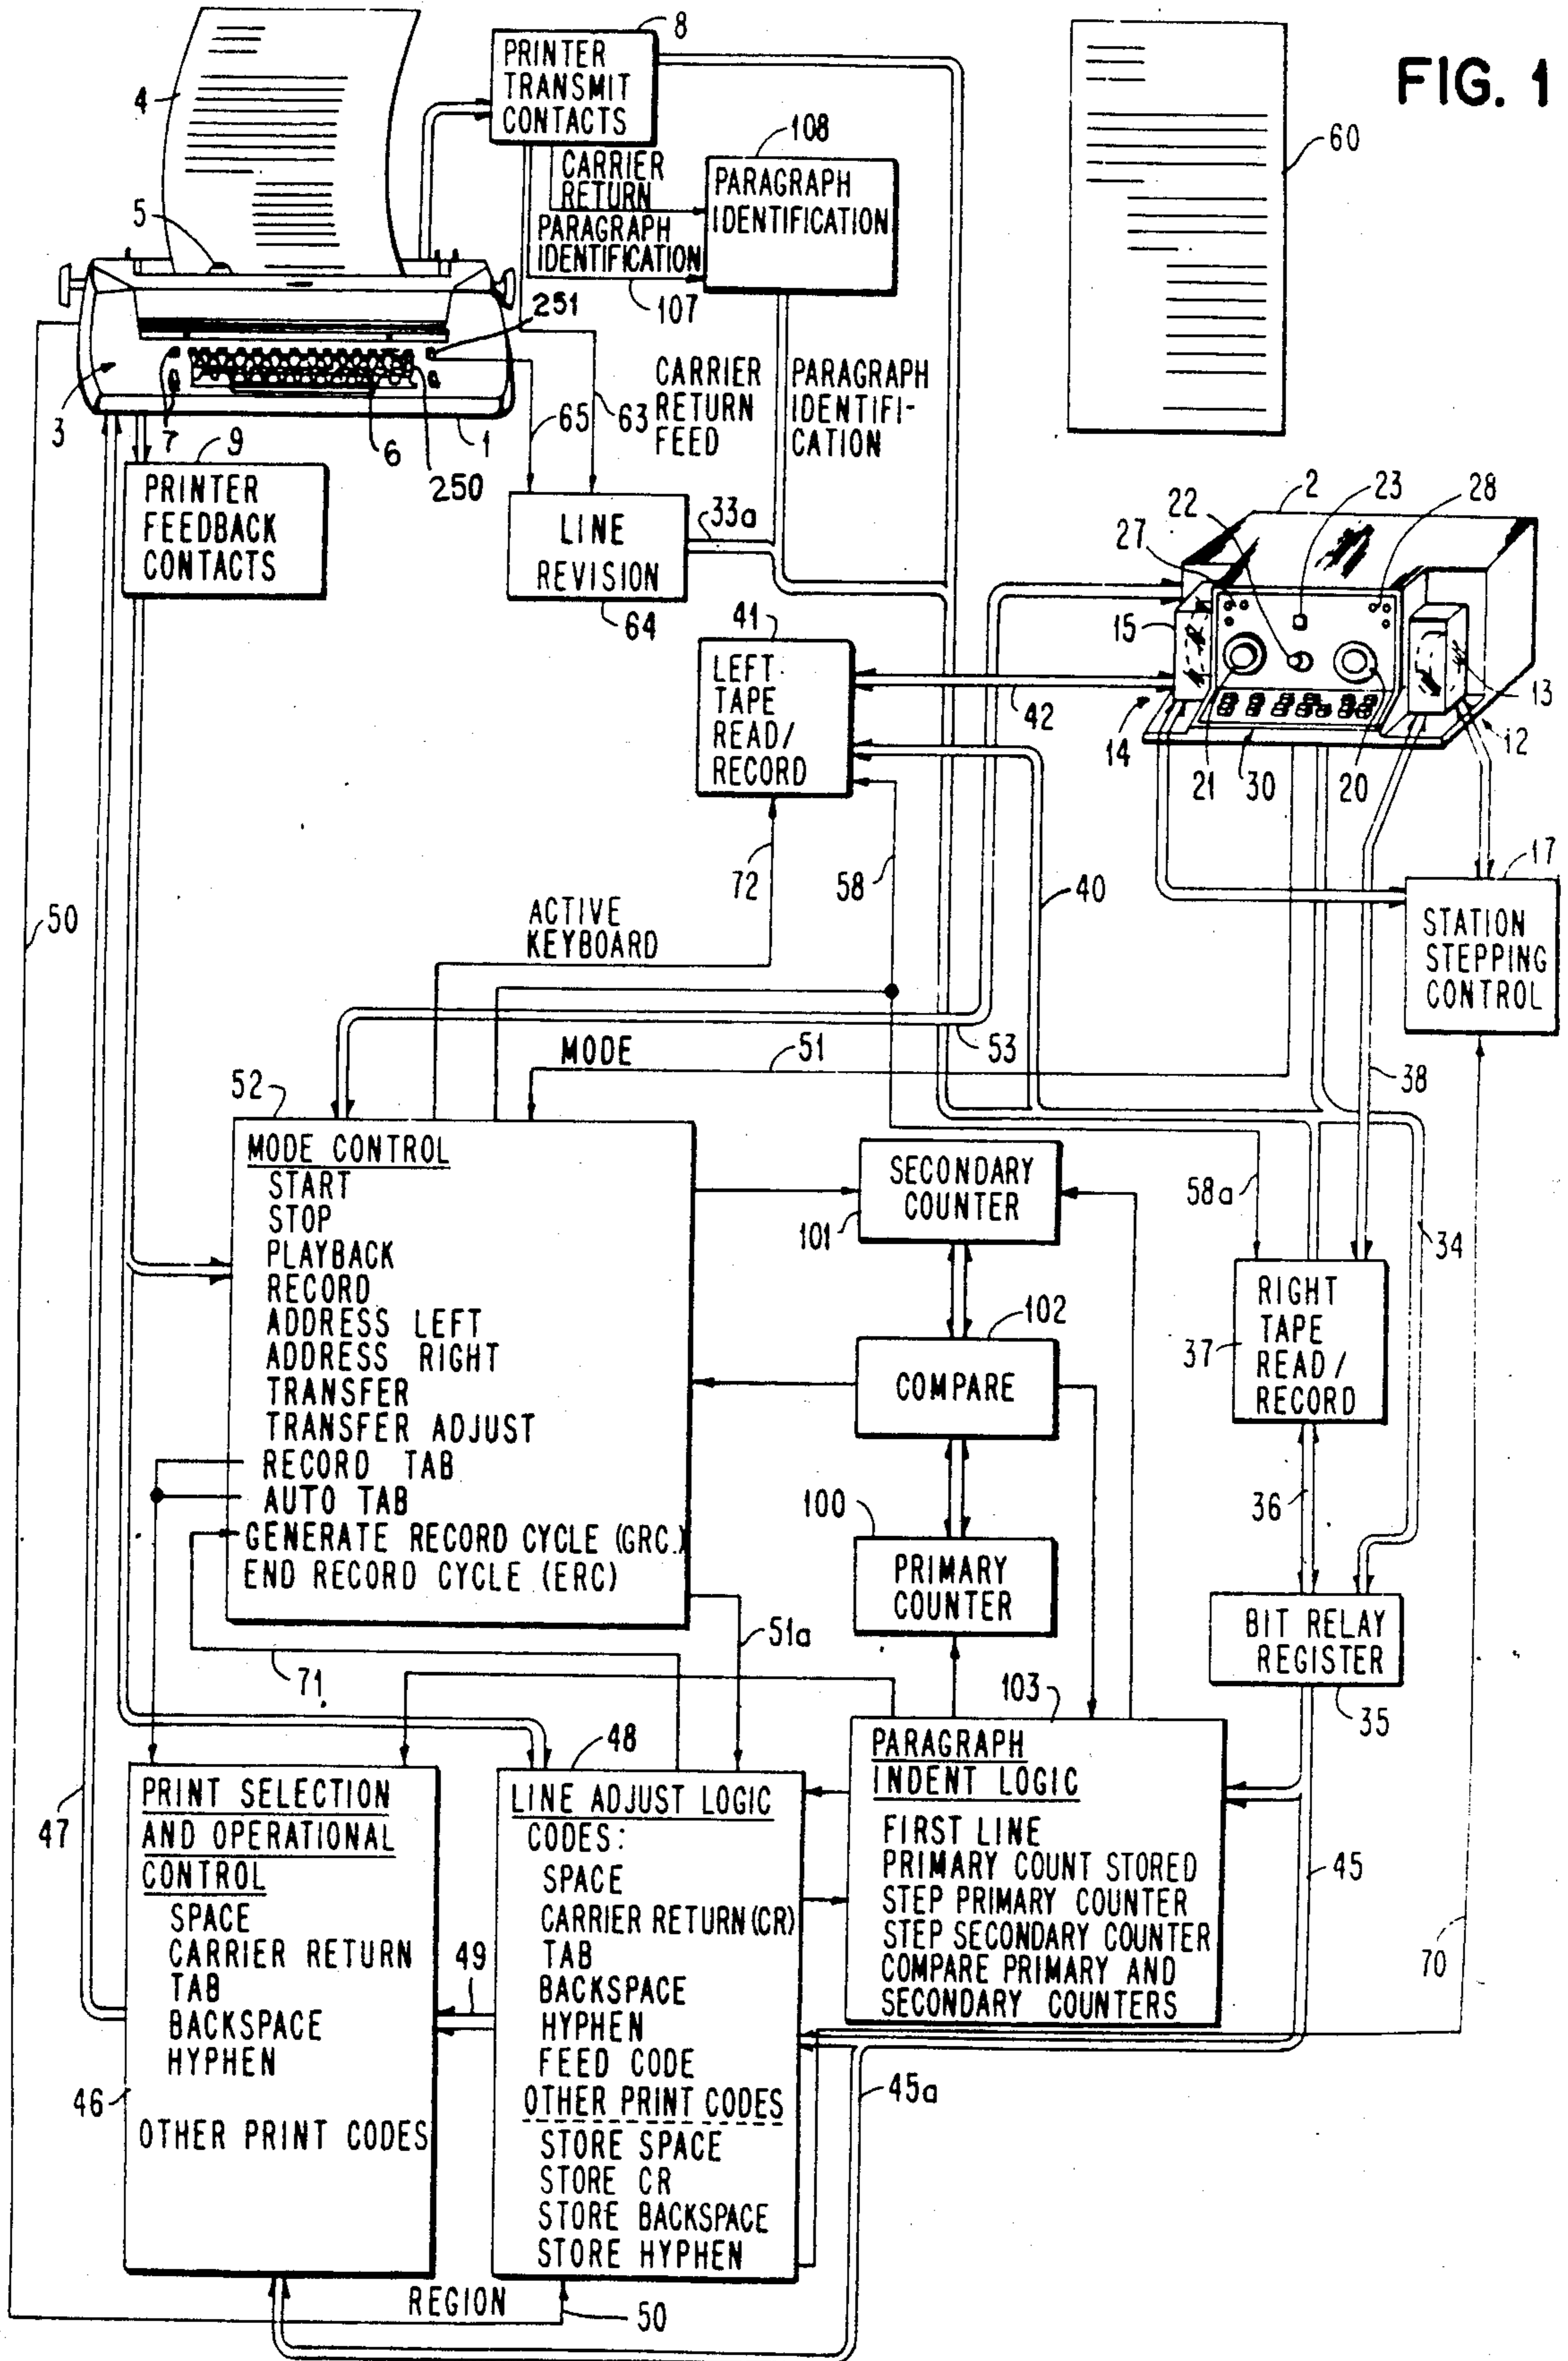 FIG. 1
8
PRINTER
TRANSMIT
CONTACTS
4
5
108
CARRIER
RETURN
PARAGRAPH
IDENTIFICATION
PARAGRAPH
IDENTIFICATION
107
60
251
3
7
6
1
250
65
63
CARRIER
RETURN
FEED
PARAGRAPH
IDENTIFI-
CATION
9
PRINTER
FEEDBACK
CONTACTS
LINE
REVISION
64
33a
2
23
28
22
27
15
13
14
12
21
30
20
41
LEFT
TAPE
READ/
RECORD
42
72
58
40
17
STATION
STEPPING
CONTROL
50
ACTIVE
KEYBOARD
53
MODE
51
38
52
MODE CONTROL
START
STOP
PLAYBACK
RECORD
ADDRESS LEFT
ADDRESS RIGHT
TRANSFER
TRANSFER ADJUST
RECORD TAB
AUTO TAB
GENERATE RECORD CYCLE (GRC.)
END RECORD CYCLE (ERC)
SECONDARY
COUNTER
101
58a
34
102
COMPARE
37
RIGHT
TAPE
READ/
RECORD
100
PRIMARY
COUNTER
36
BIT RELAY
REGISTER
35
51a
71
103
PARAGRAPH
INDENT LOGIC
FIRST LINE
PRIMARY COUNT STORED
STEP PRIMARY COUNTER
STEP SECONDARY COUNTER
COMPARE PRIMARY AND
SECONDARY COUNTERS
45
70
48
LINE ADJUST LOGIC
CODES:
SPACE
CARRIER RETURN (CR)
TAB
BACKSPACE
HYPHEN
FEED CODE
OTHER PRINT CODES
STORE SPACE
STORE CR
STORE BACKSPACE
STORE HYPHEN
47
PRINT SELECTION
AND OPERATIONAL
CONTROL
SPACE
CARRIER RETURN
TAB
BACKSPACE
HYPHEN
OTHER PRINT CODES
46
49
45a
REGION
50